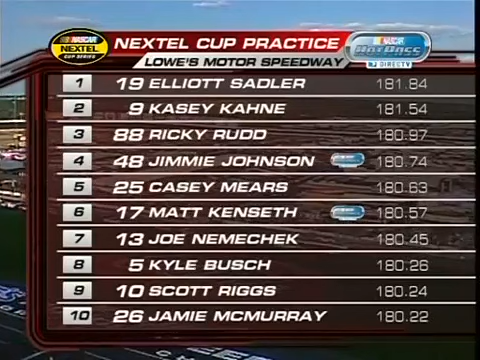 NASCAR
NEXTEL
CUP SERIES
NEXTEL CUP PRACTICE
LOWE'S MOTOR SPEEDWAY
NASCAR
HotPass
DIRECTV
1 19 ELLIOTT SADLER 181.84
2 9 KASEY KAHNE 181.54
3 88 RICKY RUDD 180.97
4 48 JIMMIE JOHNSON 180.74
5 25 CASEY MEARS 180.63
6 17 MATT KENSETH 180.57
7 13 JOE NEMECHEK 180.45
8 5 KYLE BUSCH 180.26
9 10 SCOTT RIGGS 180.24
10 26 JAMIE MCMURRAY 180.22